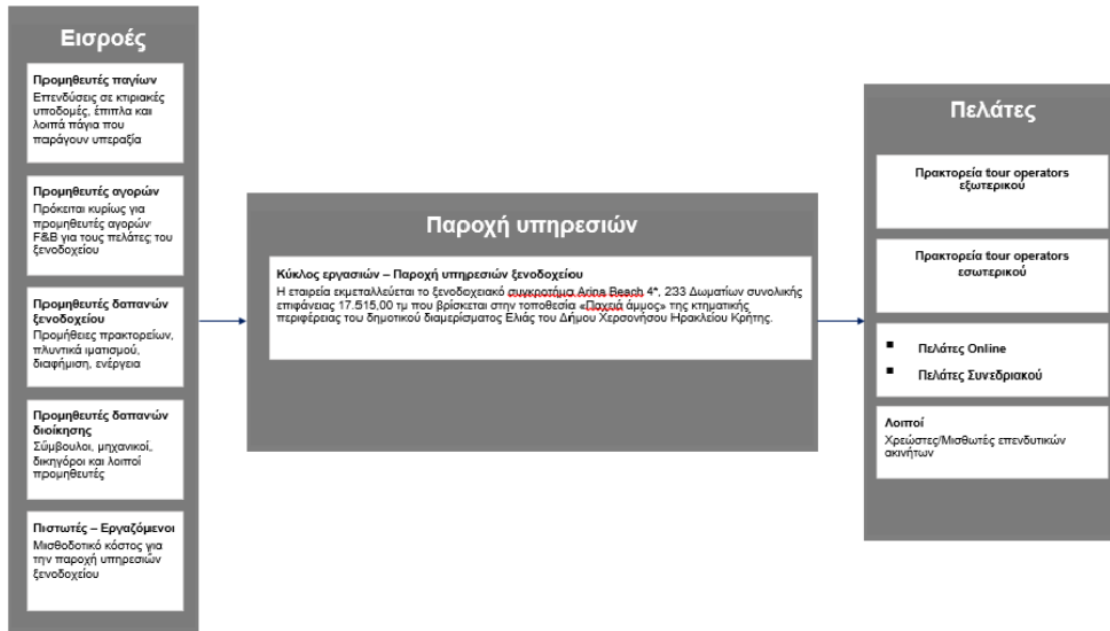 Εισροές
Προμηθευτές παγίων
Επενδύσεις σε κτιριακές
υποδομές, έπιπλα και
λοιπά πάγια που
παράγουν υπεραξία
Προμηθευτές αγορών
Πρόκειται κυρίως για
προμηθευτές αγορών
F&B για τους πελάτες του
ξενοδοχείου
Προμηθευτές δαπανών
ξενοδοχείου
Προμήθειες πρακτορείων,
πλυντικά ιματισμού,
διαφήμιση, ενέργεια
Προμηθευτές δαπανών
διοίκησης
Σύμβουλοι, μηχανικοί,
δικηγόροι και λοιποί
προμηθευτές
Πιστωτές – Εργαζόμενοι
Μισθοδοτικό κόστος για
την παροχή υπηρεσιών
ξενοδοχείου
Παροχή υπηρεσιών
Κύκλος εργασιών – Παροχή υπηρεσιών ξενοδοχείου
Η εταιρεία εκμεταλλεύεται το ξενοδοχειακό συγκρότημα Arina Beach 4*, 233 Δωματίων συνολικής
επιφάνειας 17.515,00 τμ που βρίσκεται στην τοποθεσία «Παχειά άμμος» της κτηματικής
περιφέρειας του δημοτικού διαμερίσματος Ελιάς του Δήμου Χερσονήσου Ηρακλείου Κρήτης.
Πελάτες
Πρακτορεία tour operators
εξωτερικού
Πρακτορεία tour operators
εσωτερικού
▪ Πελάτες Online
▪ Πελάτες Συνεδριακού
Λοιποί
Χρεώστες/Μισθωτές επενδυτικών
ακινήτων